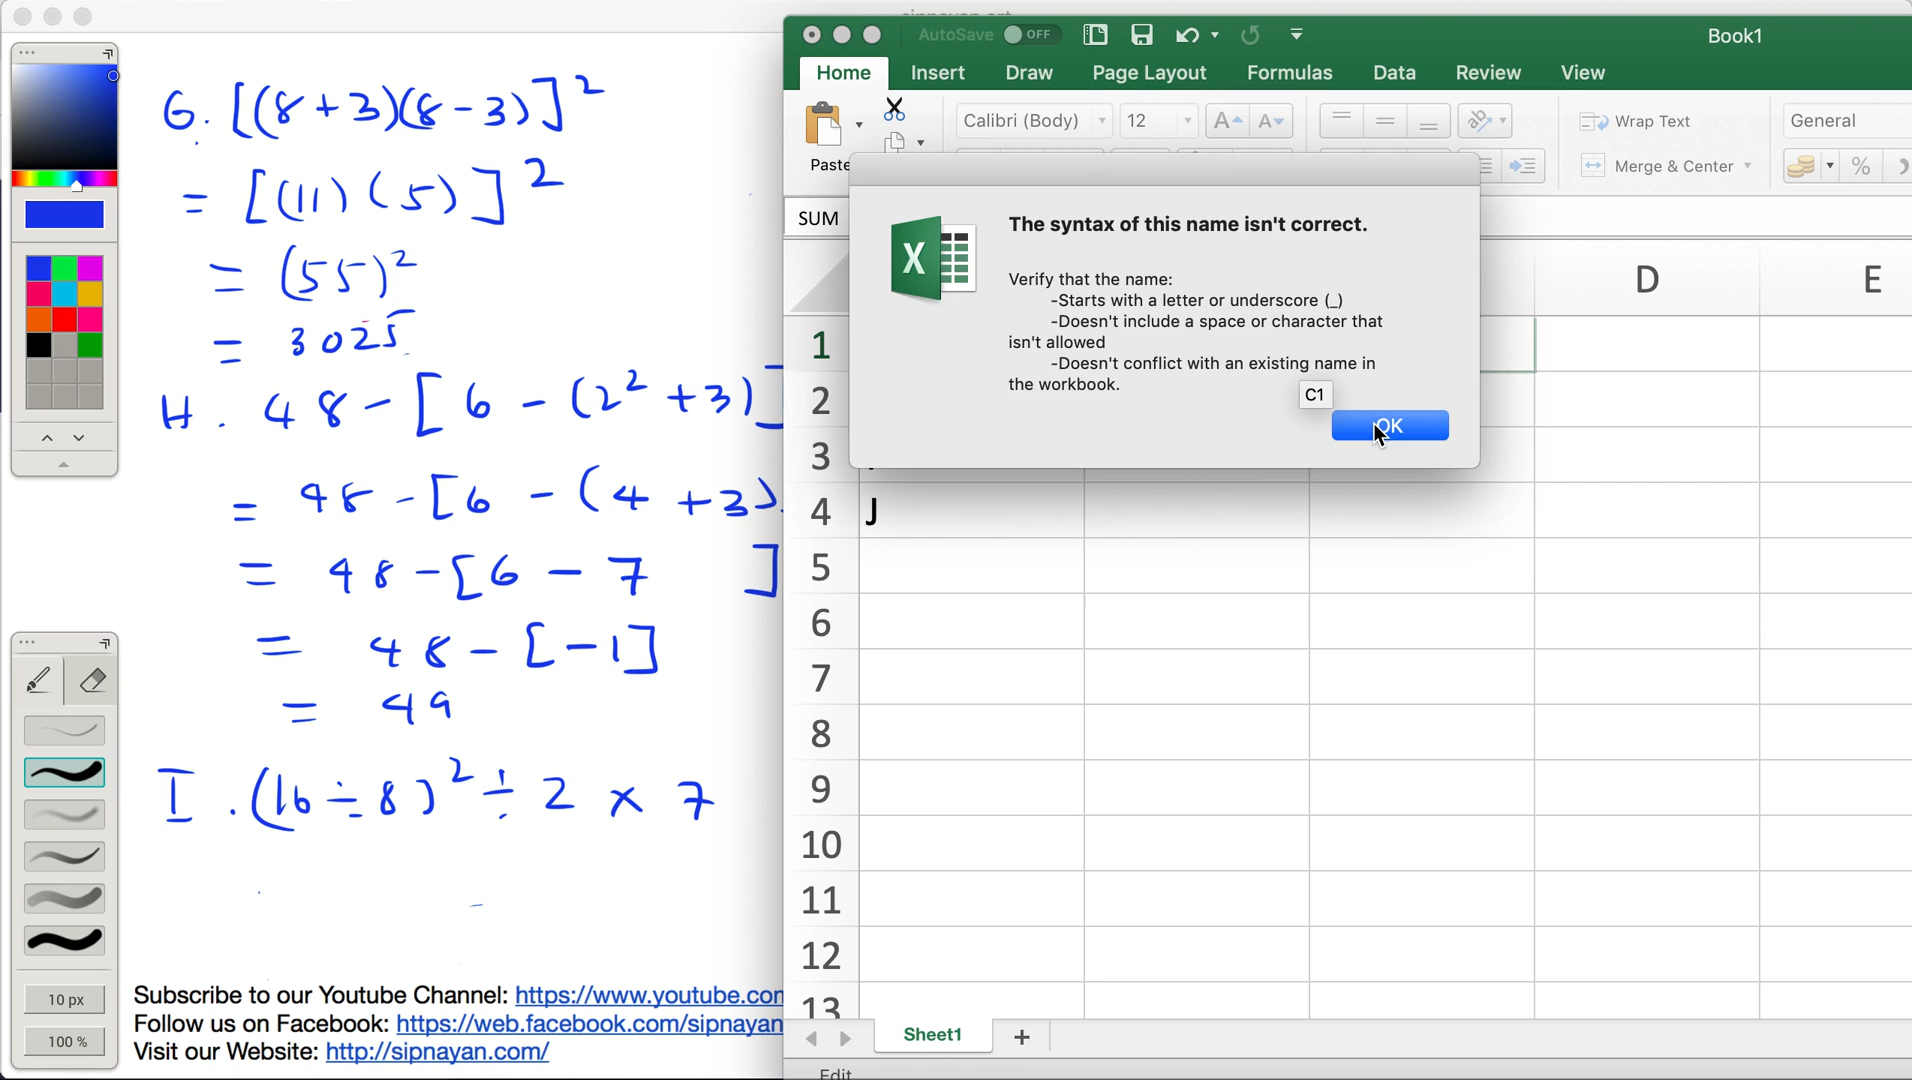 AutoSave OFF Book1
Home Insert Draw Page Layout Formulas Data Review View
Paste
Calibri (Body) 12 A A Wrap Text General
Merge & Center %
SUM
The syntax of this name isn't correct.
Verify that the name:
-Starts with a letter or underscore (_)
-Doesn't include a space or character that
isn't allowed
-Doesn't conflict with an existing name in
the workbook.
C1
OK
D E
1
2
3
4 J
5
6
7
8
9
10
11
12
13
Sheet1 +
Edit
G. [(8+3)(8-3)]²
= [(11)(5)]²
= (55)²
= 3025
H. 48-[6-(2²+3)]
= 48-[6-(4+3)
= 48-[6-7 ]
= 48-[-1]
= 49
I. (16÷8)²÷2×7
Subscribe to our Youtube Channel: https://www.youtube.con
Follow us on Facebook: https://web.facebook.com/sipnayan
Visit our Website: http://sipnayan.com/
10 px
100 %